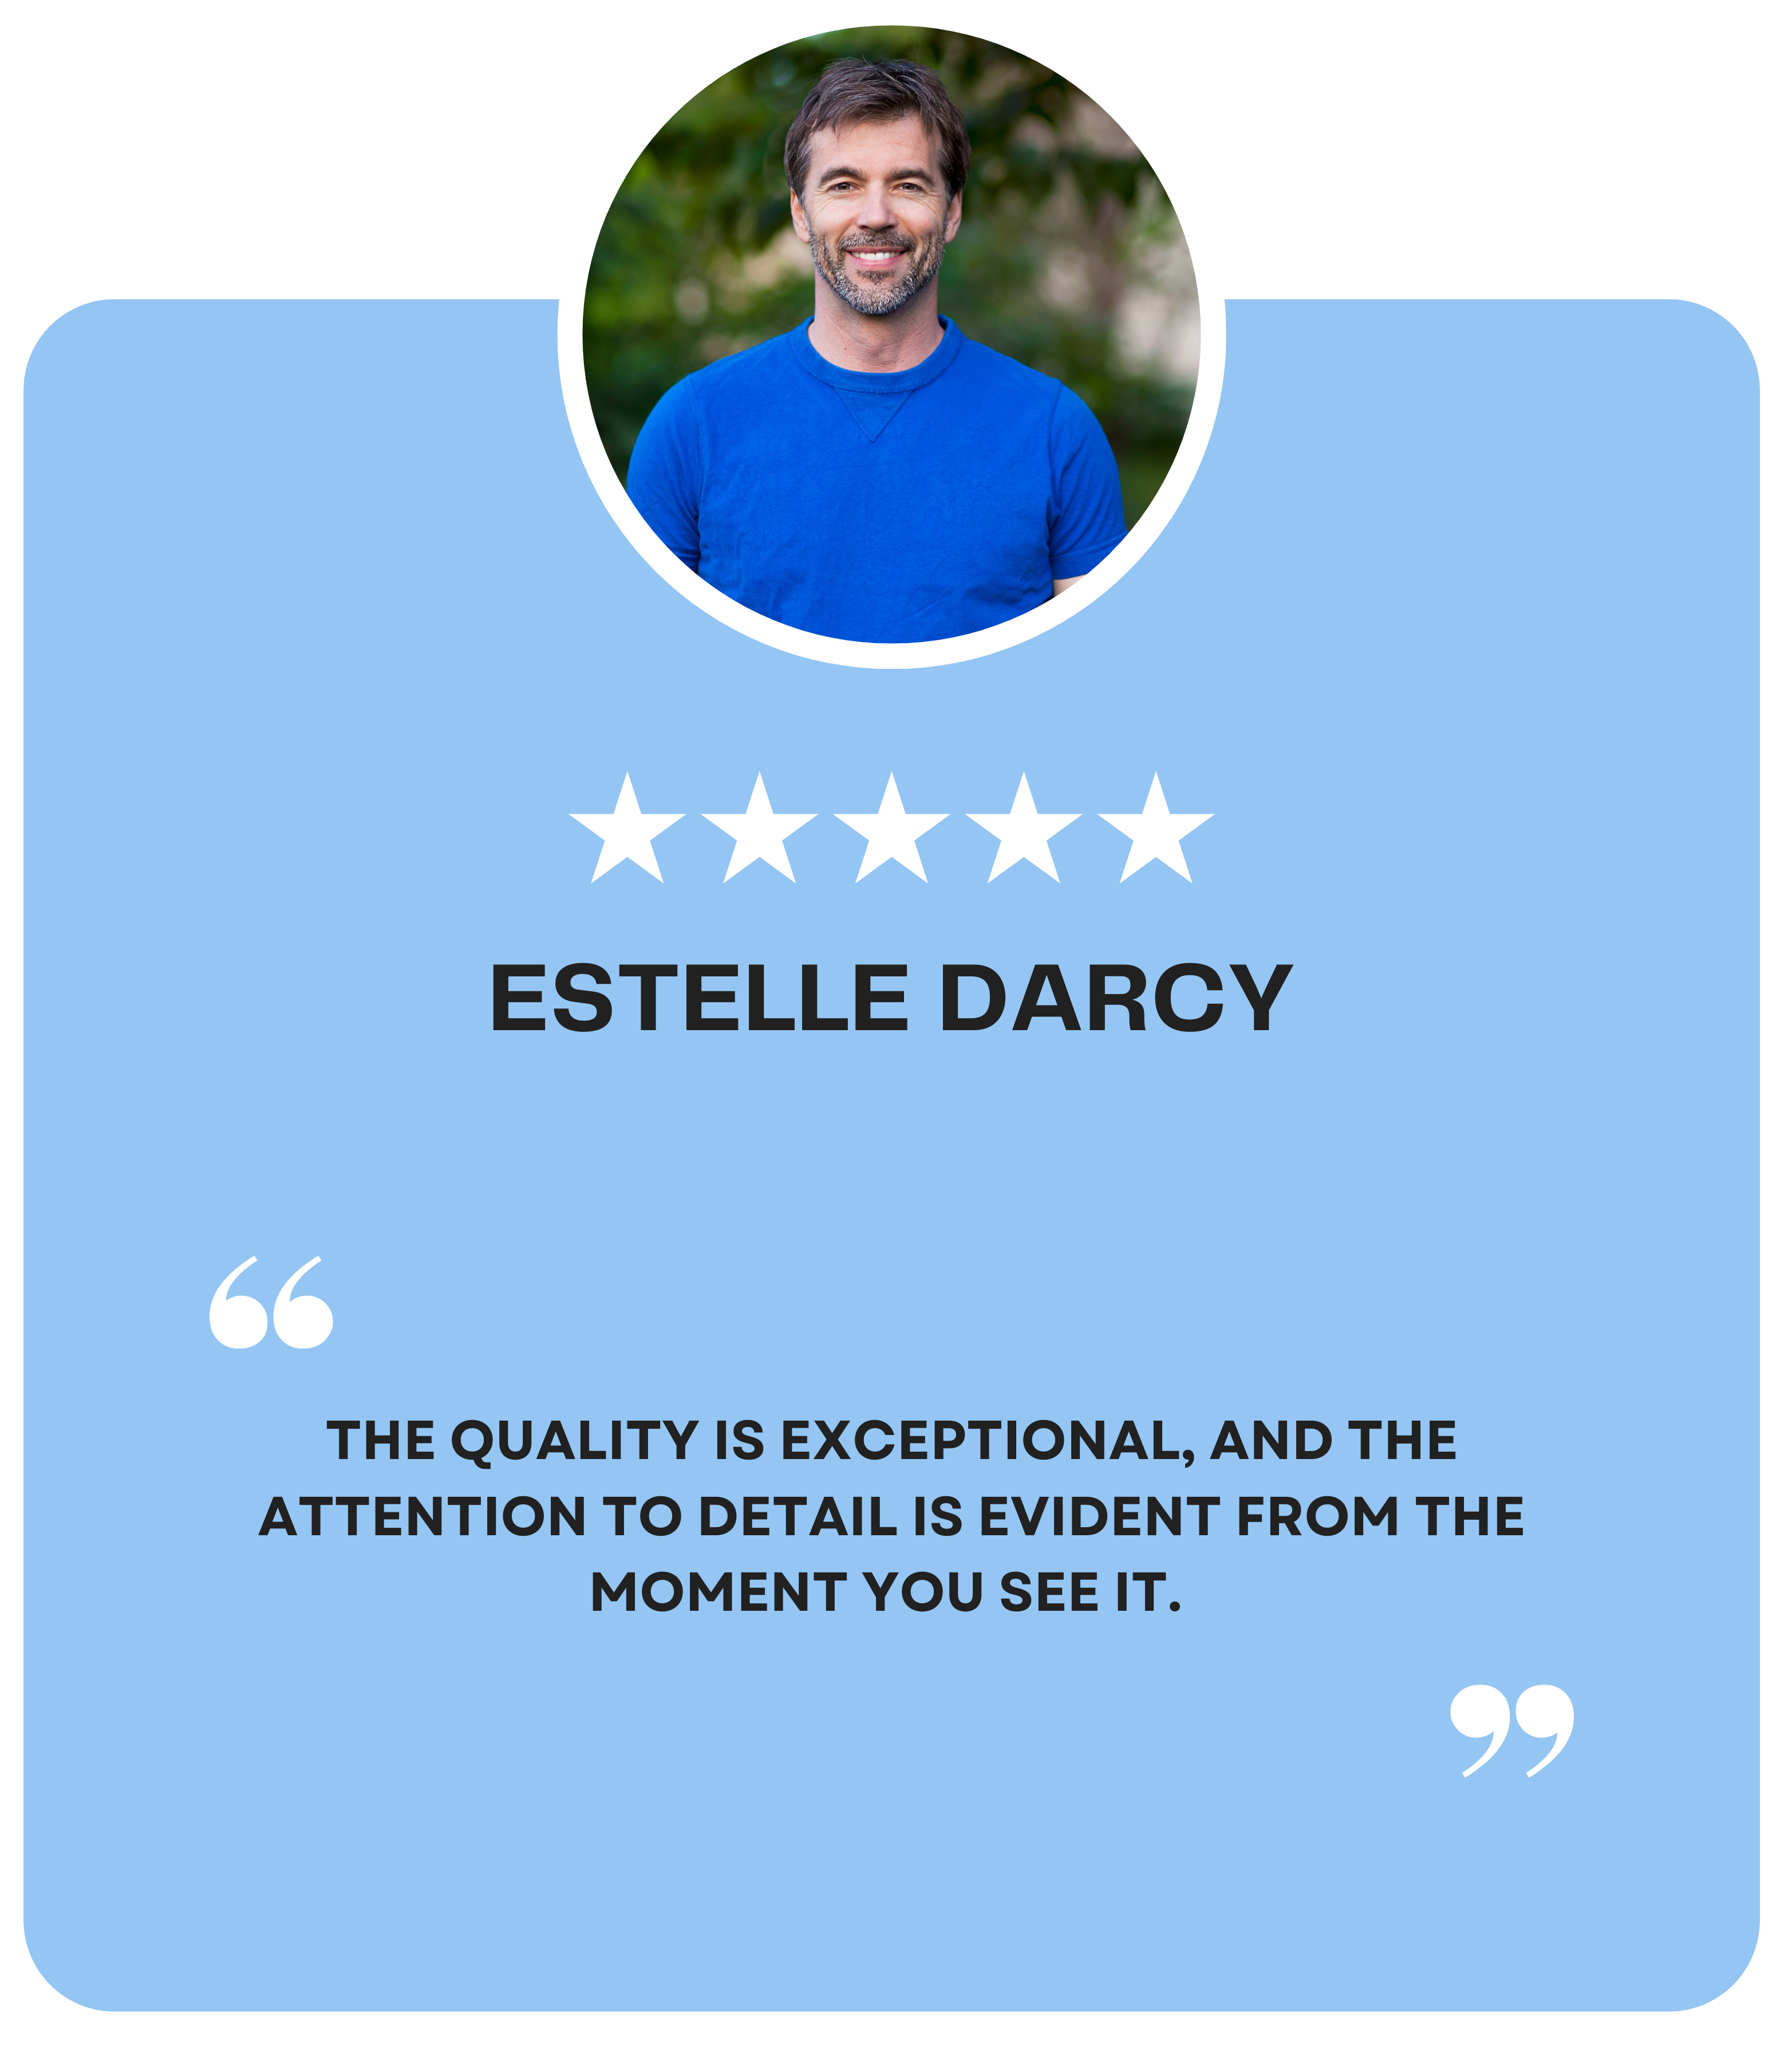 ESTELLE DARCY
“
THE QUALITY IS EXCEPTIONAL, AND THE
ATTENTION TO DETAIL IS EVIDENT FROM THE
MOMENT YOU SEE IT.
”